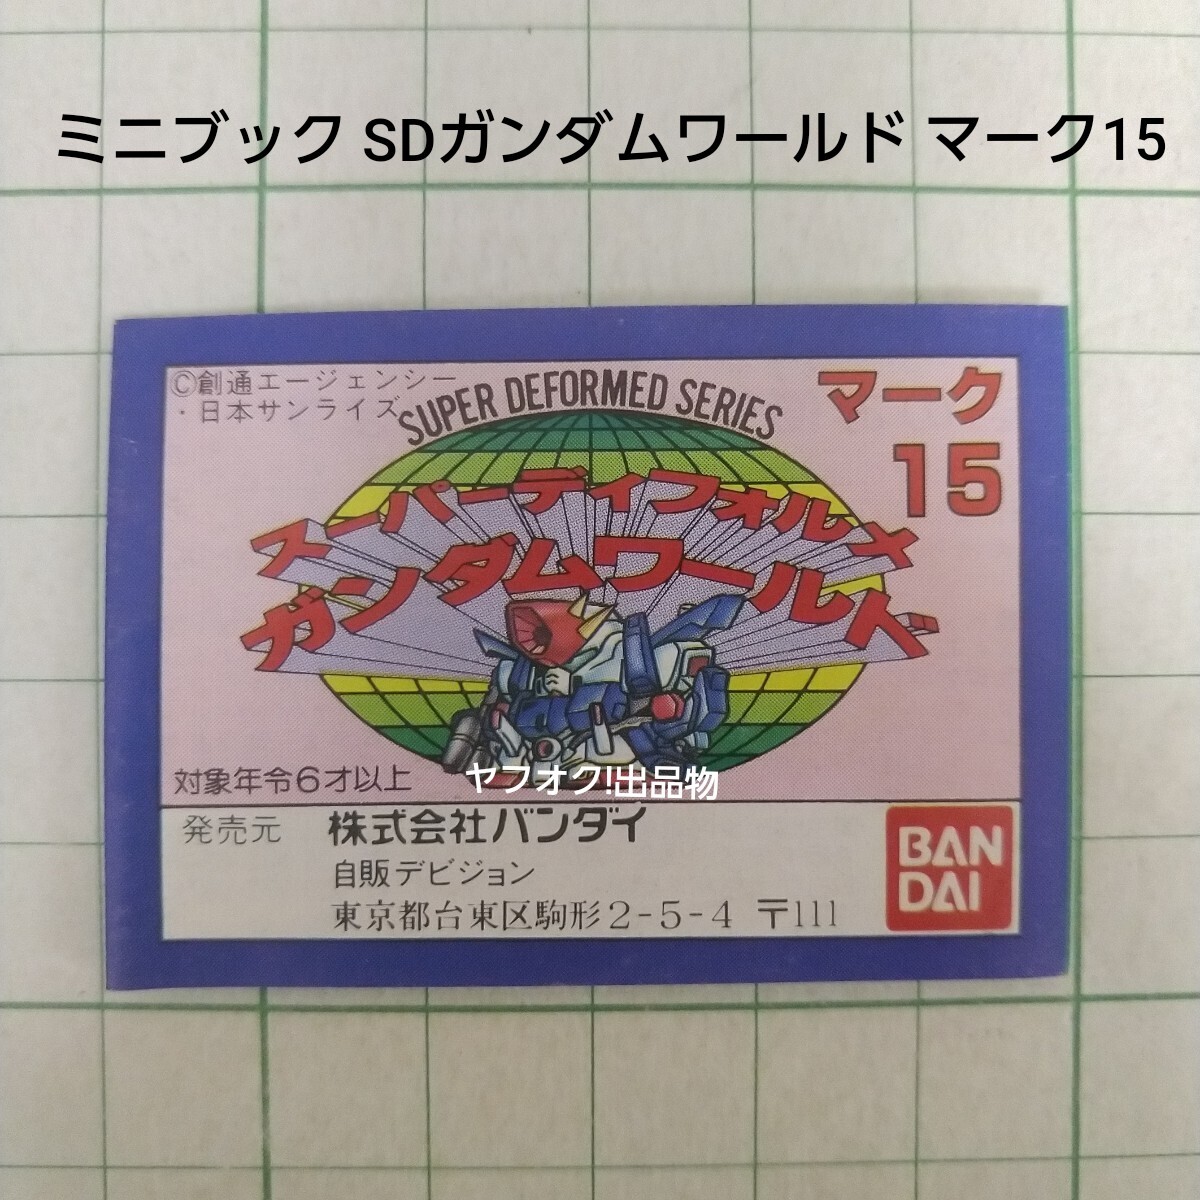 ミニブック SDガンダムワールド マーク15
©創通エージェンシー
・日本サンライズ
SUPER DEFORMED SERIES
マーク
15
スーパーディフォルメ
ガンダムワールド
対象年令6才以上
ヤフオク!出品物
発売元 株式会社バンダイ
自販デビジョン
東京都台東区駒形2-5-4 〒111
BAN
DAI